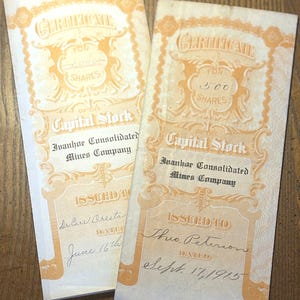 CERTIFICATE
FOR
SHARES
Capital Stock
Ivanhoe Consolidated
Mines Company
ISSUED TO
DATED
June 16th
CERTIFICATE
FOR
500
SHARES
Capital Stock
Ivanhoe Consolidated
Mines Company
ISSUED TO
Theo Peterson
DATED
Sept. 17, 1915